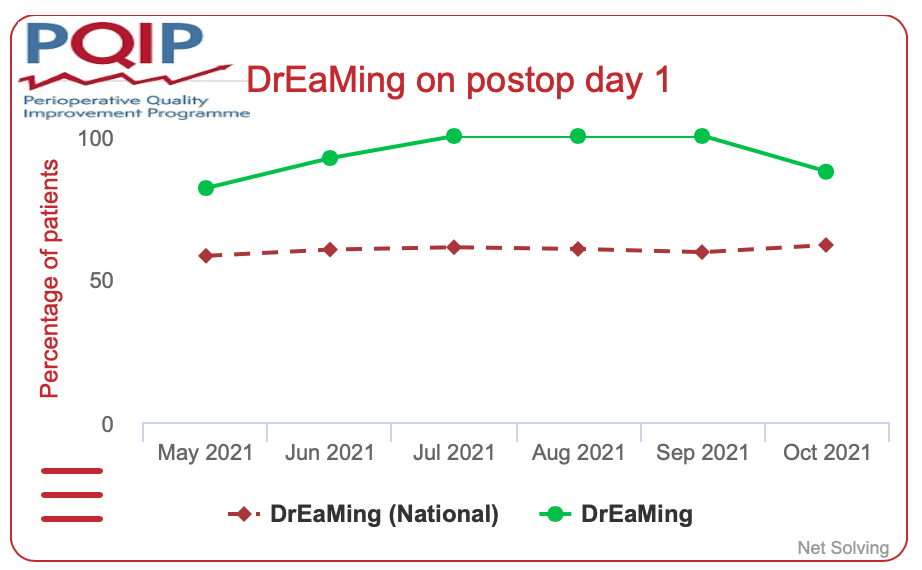 PQIP
Perioperative Quality
Improvement Programme
DrEaMing on postop day 1
Percentage of patients
100
50
0
May 2021
Jun 2021
Jul 2021
Aug 2021
Sep 2021
Oct 2021
DrEaMing (National)
DrEaMing
Net Solving